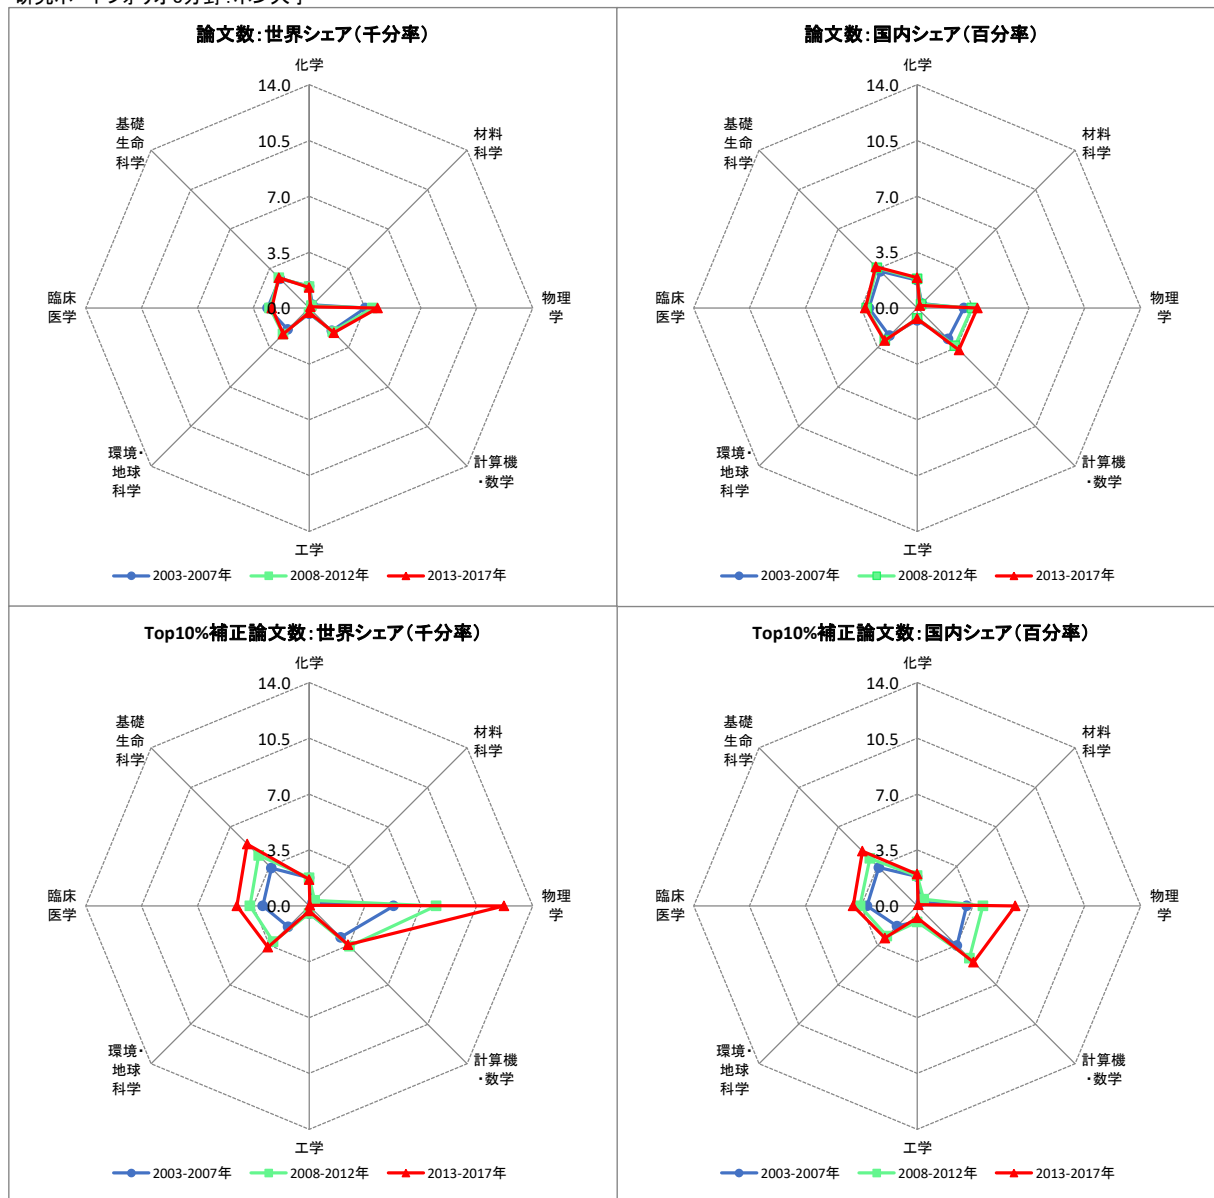 論文数：世界シェア（千分率）
化学
14.0
10.5
7.0
3.5
0.0
材料
科学
物理
学
計算機
・数学
工学
環境・
地球
科学
臨床
医学
基礎
生命
科学
2003-2007年 2008-2012年 2013-2017年
論文数：国内シェア（百分率）
化学
14.0
10.5
7.0
3.5
0.0
材料
科学
物理
学
計算機
・数学
工学
環境・
地球
科学
臨床
医学
基礎
生命
科学
2003-2007年 2008-2012年 2013-2017年
Top10%補正論文数：世界シェア（千分率）
化学
14.0
10.5
7.0
3.5
0.0
材料
科学
物理
学
計算機
・数学
工学
環境・
地球
科学
臨床
医学
基礎
生命
科学
2003-2007年 2008-2012年 2013-2017年
Top10%補正論文数：国内シェア（百分率）
化学
14.0
10.5
7.0
3.5
0.0
材料
科学
物理
学
計算機
・数学
工学
環境・
地球
科学
臨床
医学
基礎
生命
科学
2003-2007年 2008-2012年 2013-2017年